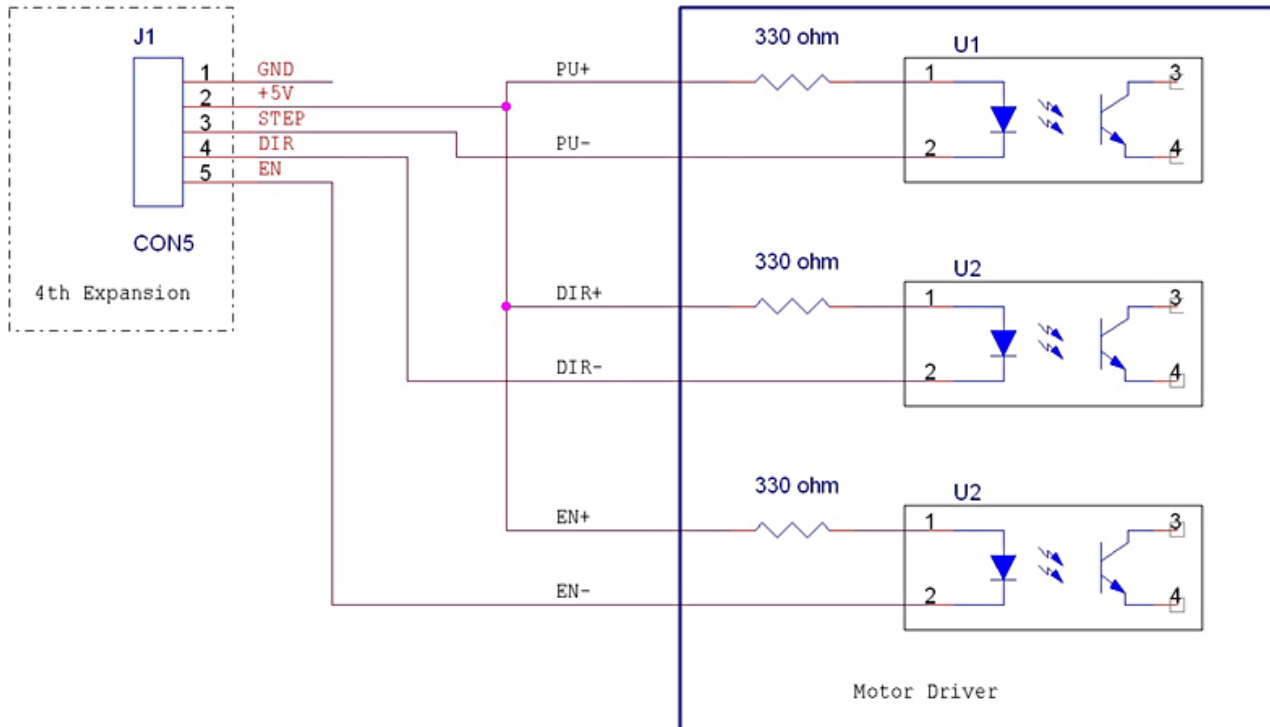 J1
1 GND
2 +5V
3 STEP
4 DIR
5 EN
CON5
4th Expansion
PU+
PU-
330 ohm
U1
1
2
3
4
DIR+
DIR-
330 ohm
U2
1
2
3
4
EN+
EN-
330 ohm
U2
1
2
3
4
Motor Driver